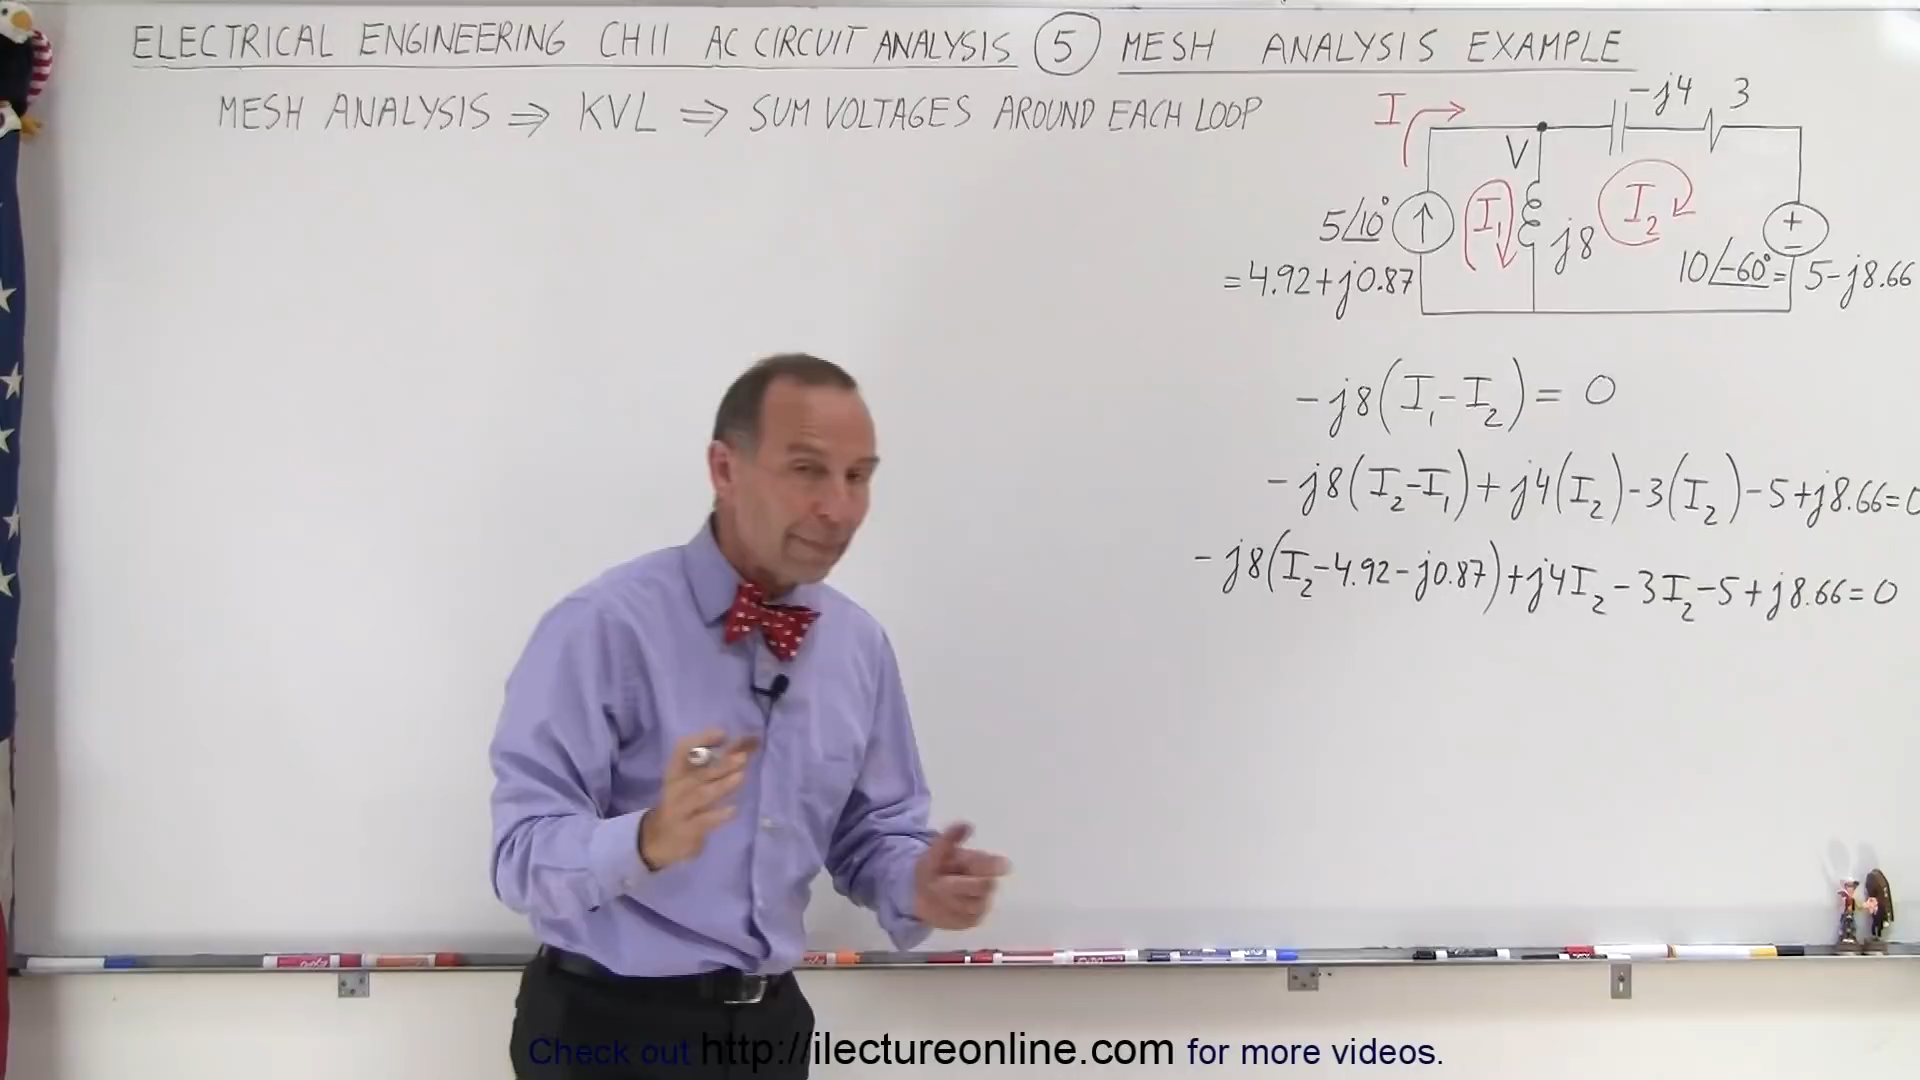 ELECTRICAL ENGINEERING CH 11 AC CIRCUIT ANALYSIS ⑤ MESH ANALYSIS EXAMPLE
MESH ANALYSIS ⇒ KVL ⇒ SUM VOLTAGES AROUND EACH LOOP
I
-j4
3
V
5∠10°
↑
I₁
j8
I₂
+
−
=4.92+j0.87
10∠-60°=5-j8.66
-j8(I₁-I₂)=0
-j8(I₂-I₁)+j4(I₂)-3(I₂)-5+j8.66=0
-j8(I₂-4.92-j0.87)+j4I₂-3I₂-5+j8.66=0
Check out http://ilectureonline.com for more videos.